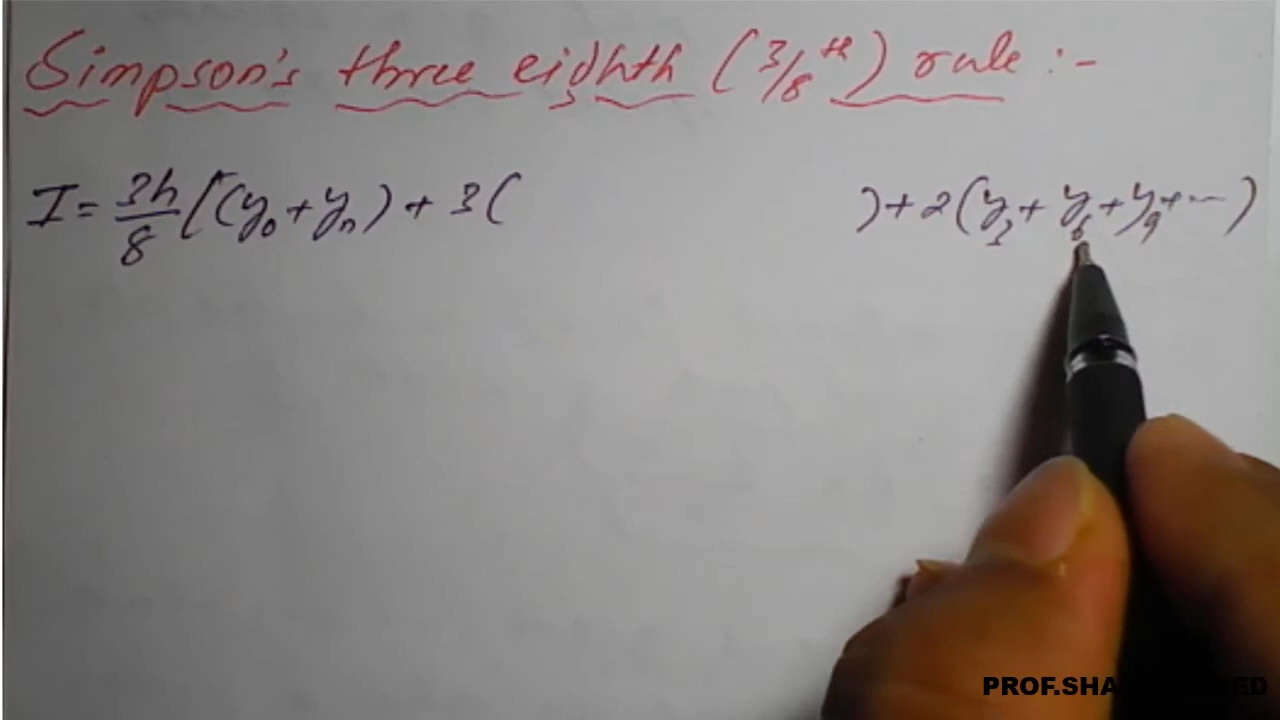 Simpson's three eighth (3/8th) rule :-
I = 3h/8 [(y₀ + yₙ) + 3( ) + 2(y₃ + y₆ + y₉ + --- )
PROF.SHA